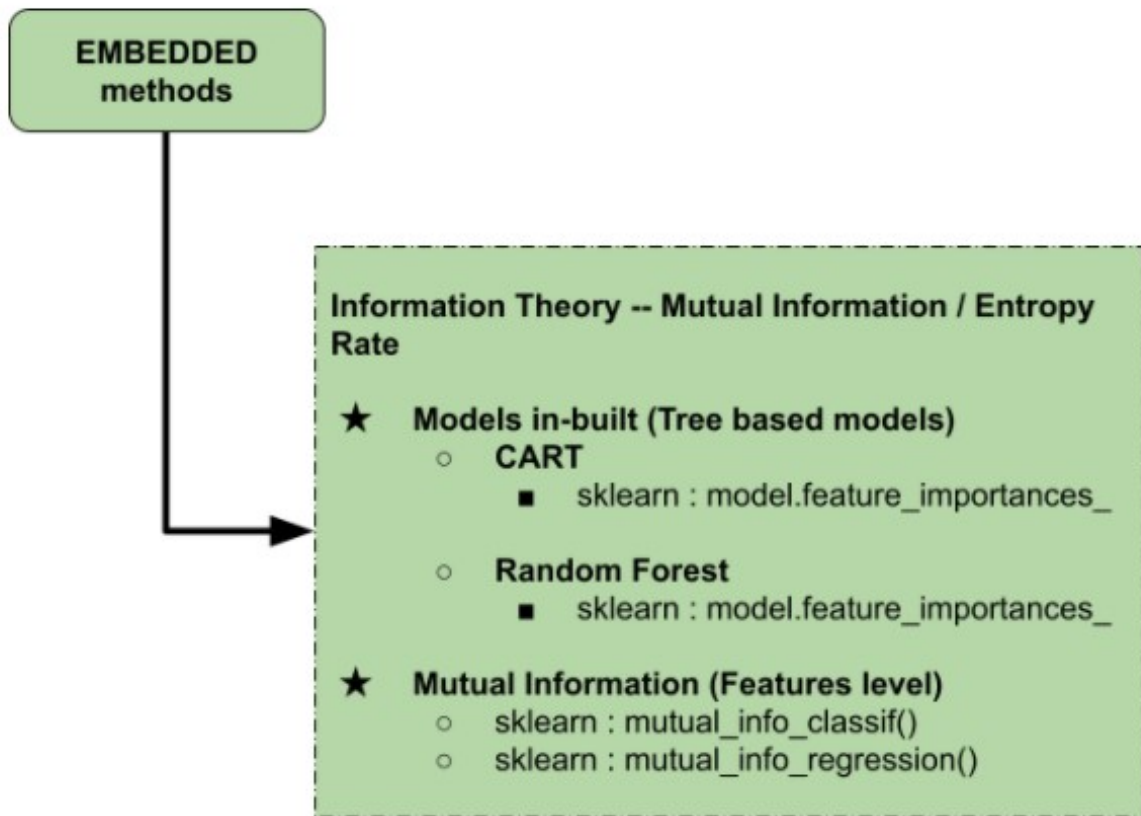 EMBEDDED
methods
Information Theory -- Mutual Information / Entropy
Rate
★ Models in-built (Tree based models)
○ CART
■ sklearn : model.feature_importances_
○ Random Forest
■ sklearn : model.feature_importances_
★ Mutual Information (Features level)
○ sklearn : mutual_info_classif()
○ sklearn : mutual_info_regression()